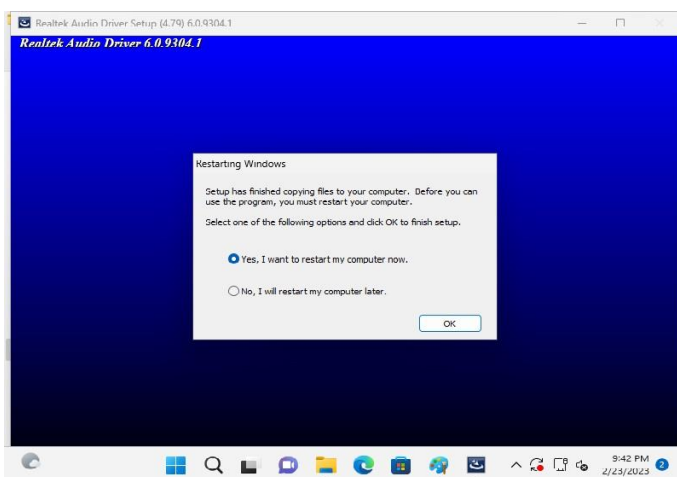 Realtek Audio Driver Setup (4.79) 6.0.9304.1
Realtek Audio Driver 6.0.9304.1
Restarting Windows
Setup has finished copying files to your computer. Before you can
use the program, you must restart your computer.
Select one of the following options and click OK to finish setup.
Yes, I want to restart my computer now.
No, I will restart my computer later.
OK
9:42 PM
2/23/2023
2